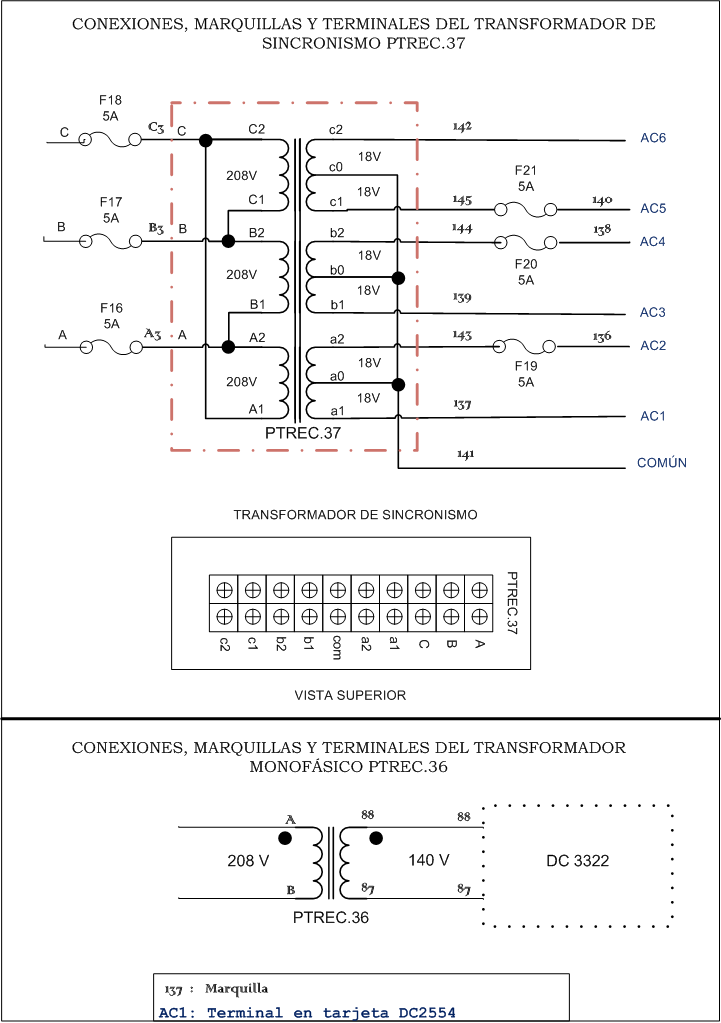 CONEXIONES, MARQUILLAS Y TERMINALES DEL TRANSFORMADOR DE
SINCRONISMO PTREC.37
F18
5A
C
C3
C
C2
c2
142
AC6
208V
18V
c0
18V
F21
5A
C1
c1
145
140
AC5
F17
5A
B
B3
B
B2
b2
144
138
AC4
208V
18V
b0
18V
F20
5A
B1
b1
139
AC3
F16
5A
A
A3
A
A2
a2
143
136
AC2
208V
18V
a0
18V
F19
5A
A1
a1
137
AC1
PTREC.37
141
COMÚN
TRANSFORMADOR DE SINCRONISMO
PTREC.37
c2 c1 b2 b1 com a2 a1 C B A
VISTA SUPERIOR
CONEXIONES, MARQUILLAS Y TERMINALES DEL TRANSFORMADOR
MONOFÁSICO PTREC.36
A
88
88
208 V
140 V
DC 3322
B
87
87
PTREC.36
137 : Marquilla
AC1: Terminal en tarjeta DC2554